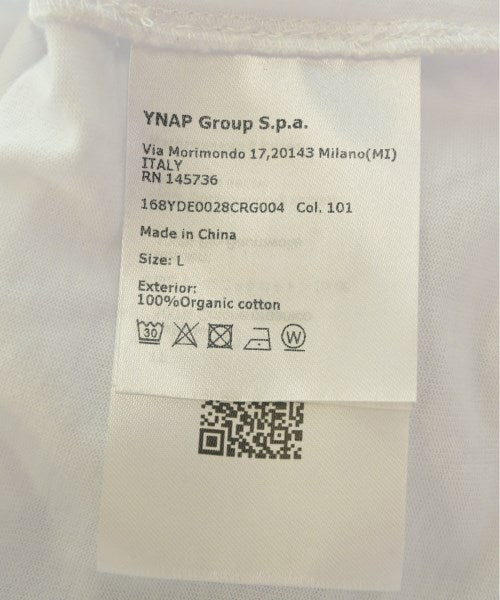 YNAP Group S.p.a.
Via Morimondo 17,20143 Milano(MI)
ITALY
RN 145736
168YDE0028CRG004 Col. 101
Made in China
Size: L
Exterior:
100%Organic cotton
30
W